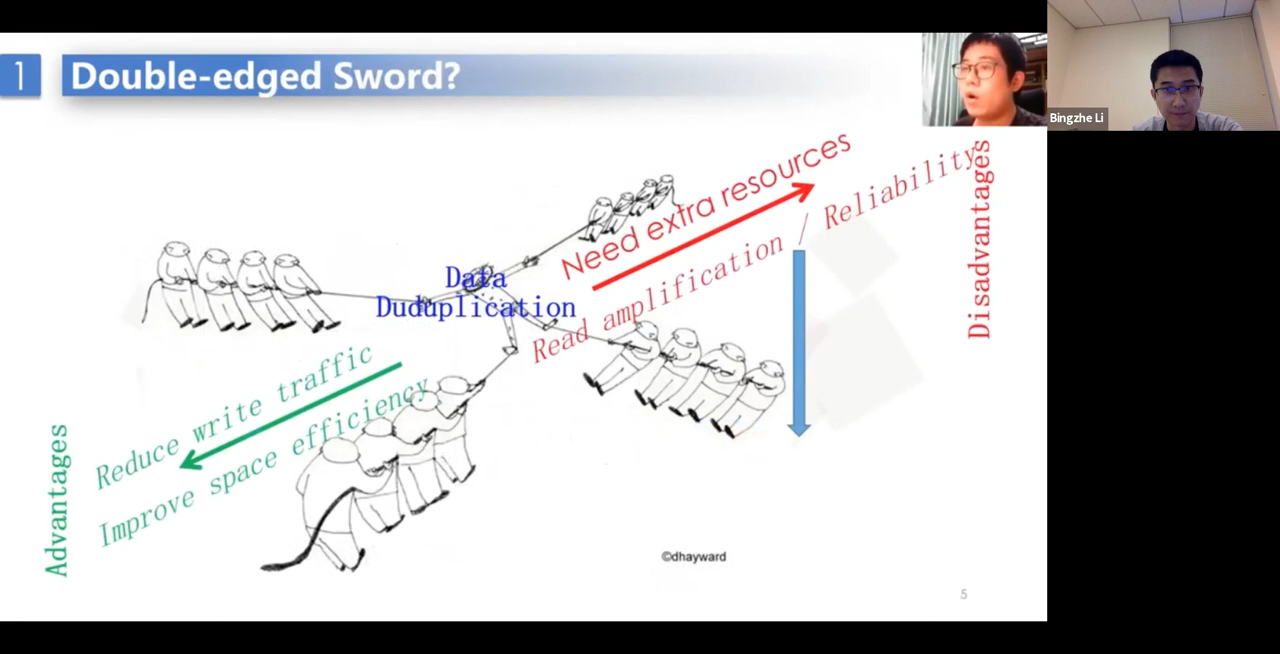 1
Double-edged Sword?
Bingzhe Li
Need extra resources
Read amplification / Reliability
Disadvantages
Data
Duduplication
Reduce write traffic
Improve space efficiency
Advantages
©dhayward
5